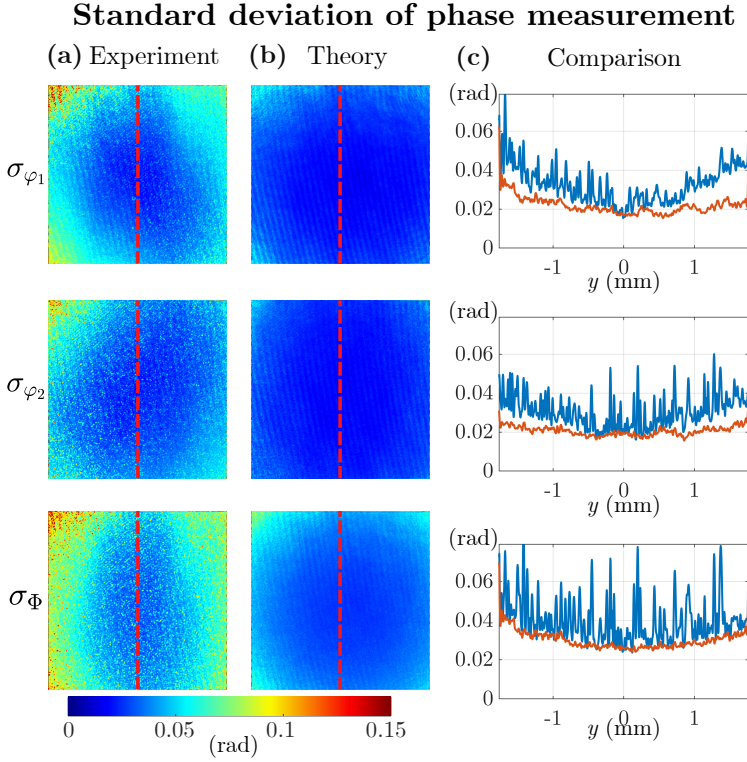 Standard deviation of phase measurement
(a) Experiment (b) Theory (c) Comparison
σφ₁
(rad)
0.06
0.04
0.02
0
-1 0 1
y (mm)
σφ₂
(rad)
0.06
0.04
0.02
0
-1 0 1
y (mm)
σΦ
(rad)
0.06
0.04
0.02
0
-1 0 1
y (mm)
0 0.05 0.1 0.15
(rad)